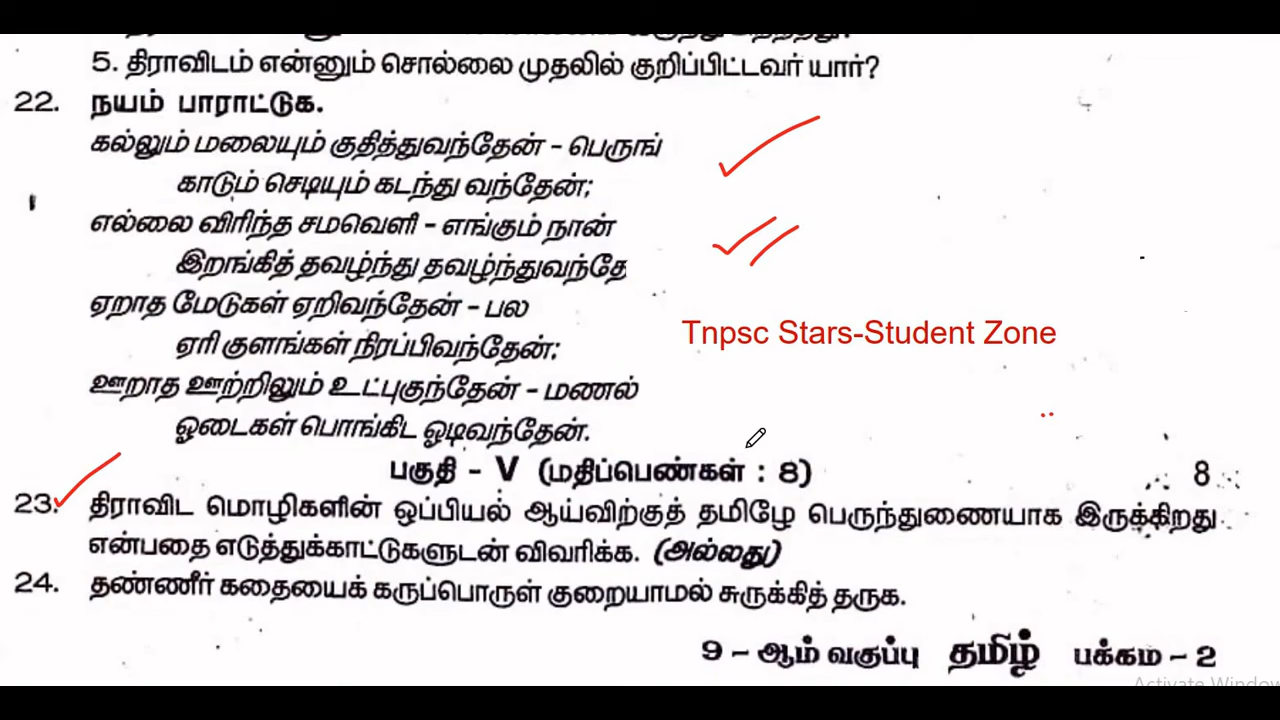 5. திராவிடம் என்னும் சொல்லை முதலில் குறிப்பிட்டவர் யார்?
22. நயம் பாராட்டுக.
கல்லும் மலையும் குதித்துவந்தேன் - பெருங்
காடும் செடியும் கடந்து வந்தேன்;
எல்லை விரிந்த சமவெளி - எங்கும் நான்
இறங்கித் தவழ்ந்து தவழ்ந்துவந்தே
ஏறாத மேடுகள் ஏறிவந்தேன் - பல
ஏரி குளங்கள் நிரப்பிவந்தேன்;
ஊறாத ஊற்றிலும் உட்புகுந்தேன் - மணல்
ஓடைகள் பொங்கிட ஓடிவந்தேன்.
Tnpsc Stars-Student Zone
பகுதி - V (மதிப்பெண்கள் : 8) 8
23. திராவிட மொழிகளின் ஒப்பியல் ஆய்விற்குத் தமிழே பெருந்துணையாக இருக்கிறது
என்பதை எடுத்துக்காட்டுகளுடன் விவரிக்க. (அல்லது)
24. தண்ணீர் கதையைக் கருப்பொருள் குறையாமல் சுருக்கித் தருக.
9 - ஆம் வகுப்பு தமிழ் பக்கம - 2